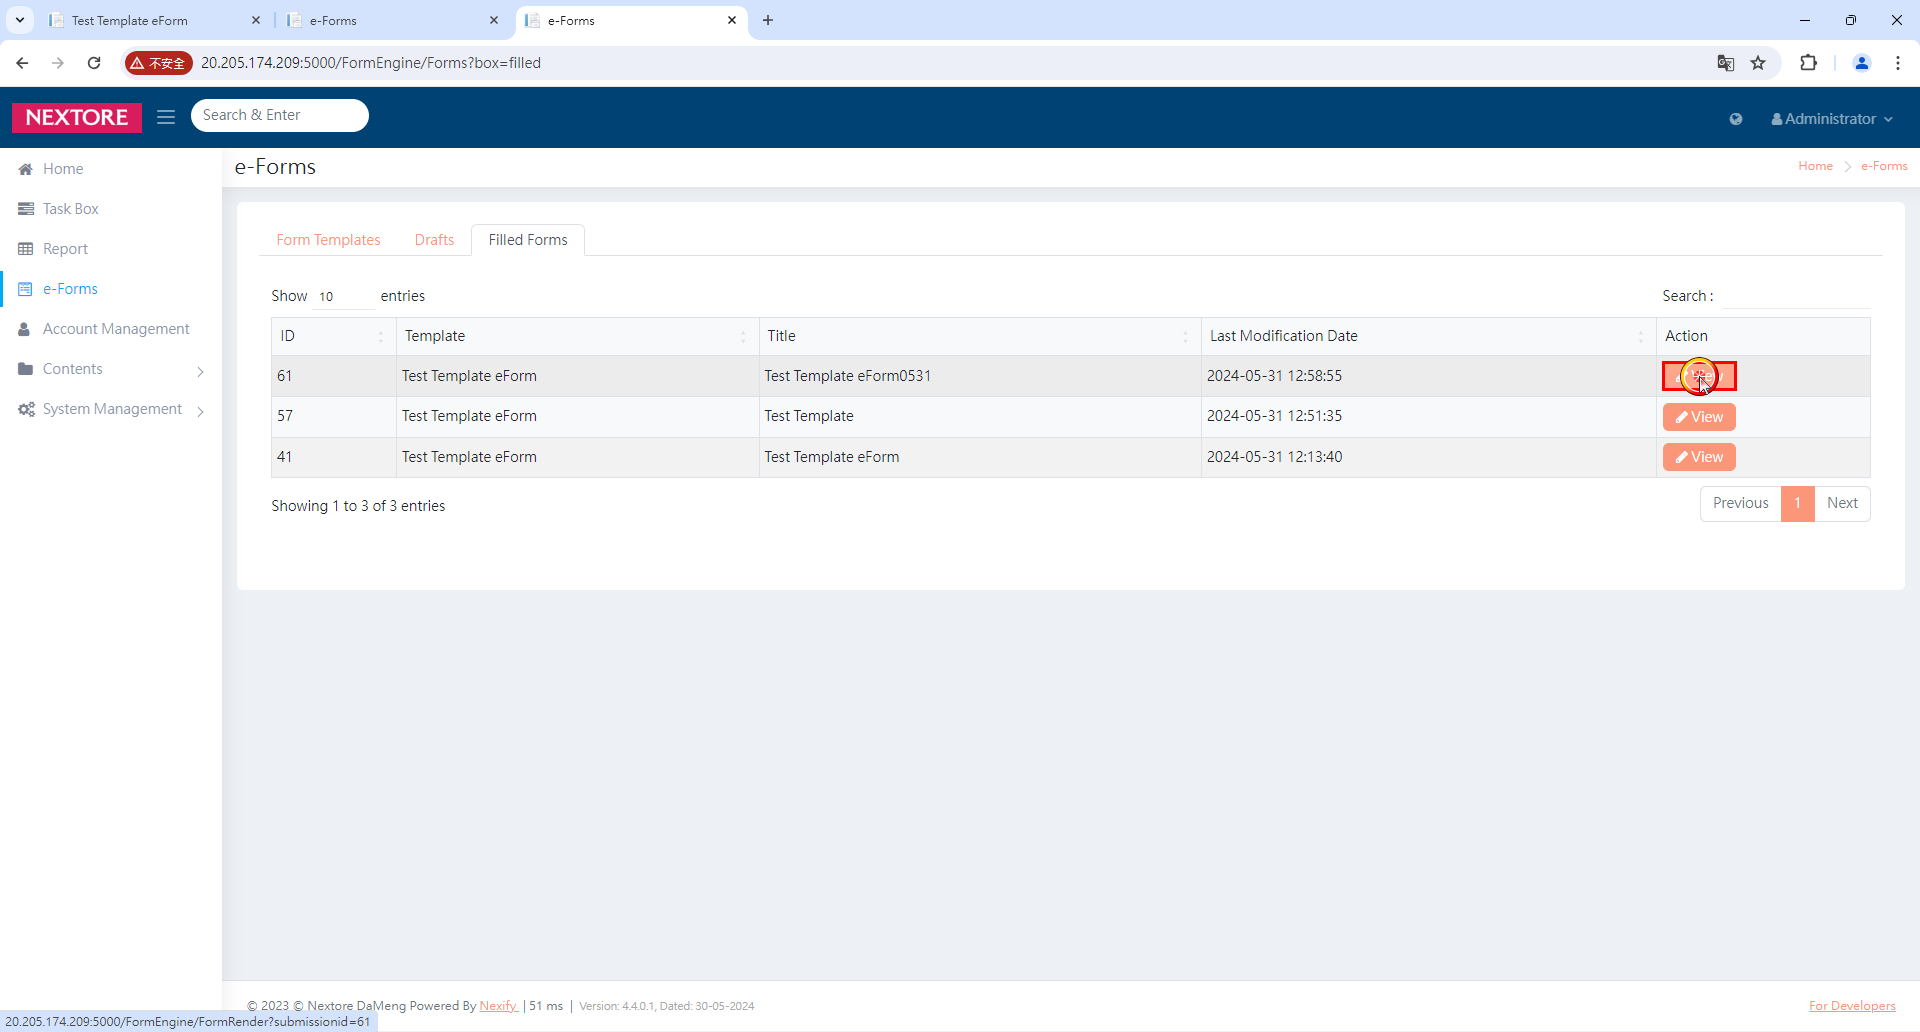 Test Template eForm
e-Forms
e-Forms
不安全
20.205.174.209:5000/FormEngine/Forms?box=filled
NEXTORE
Search & Enter
Administrator
Home
Task Box
Report
e-Forms
Account Management
Contents
System Management
e-Forms
Home
e-Forms
Form Templates
Drafts
Filled Forms
Show 10 entries
Search :
ID Template Title Last Modification Date Action
61 Test Template eForm Test Template eForm0531 2024-05-31 12:58:55
57 Test Template eForm Test Template 2024-05-31 12:51:35 View
41 Test Template eForm Test Template eForm 2024-05-31 12:13:40 View
Showing 1 to 3 of 3 entries
Previous 1 Next
© 2023 © Nextore DaMeng Powered By Nexify | 51 ms | Version: 4.4.0.1, Dated: 30-05-2024
For Developers
20.205.174.209:5000/FormEngine/FormRender?submissionid=61